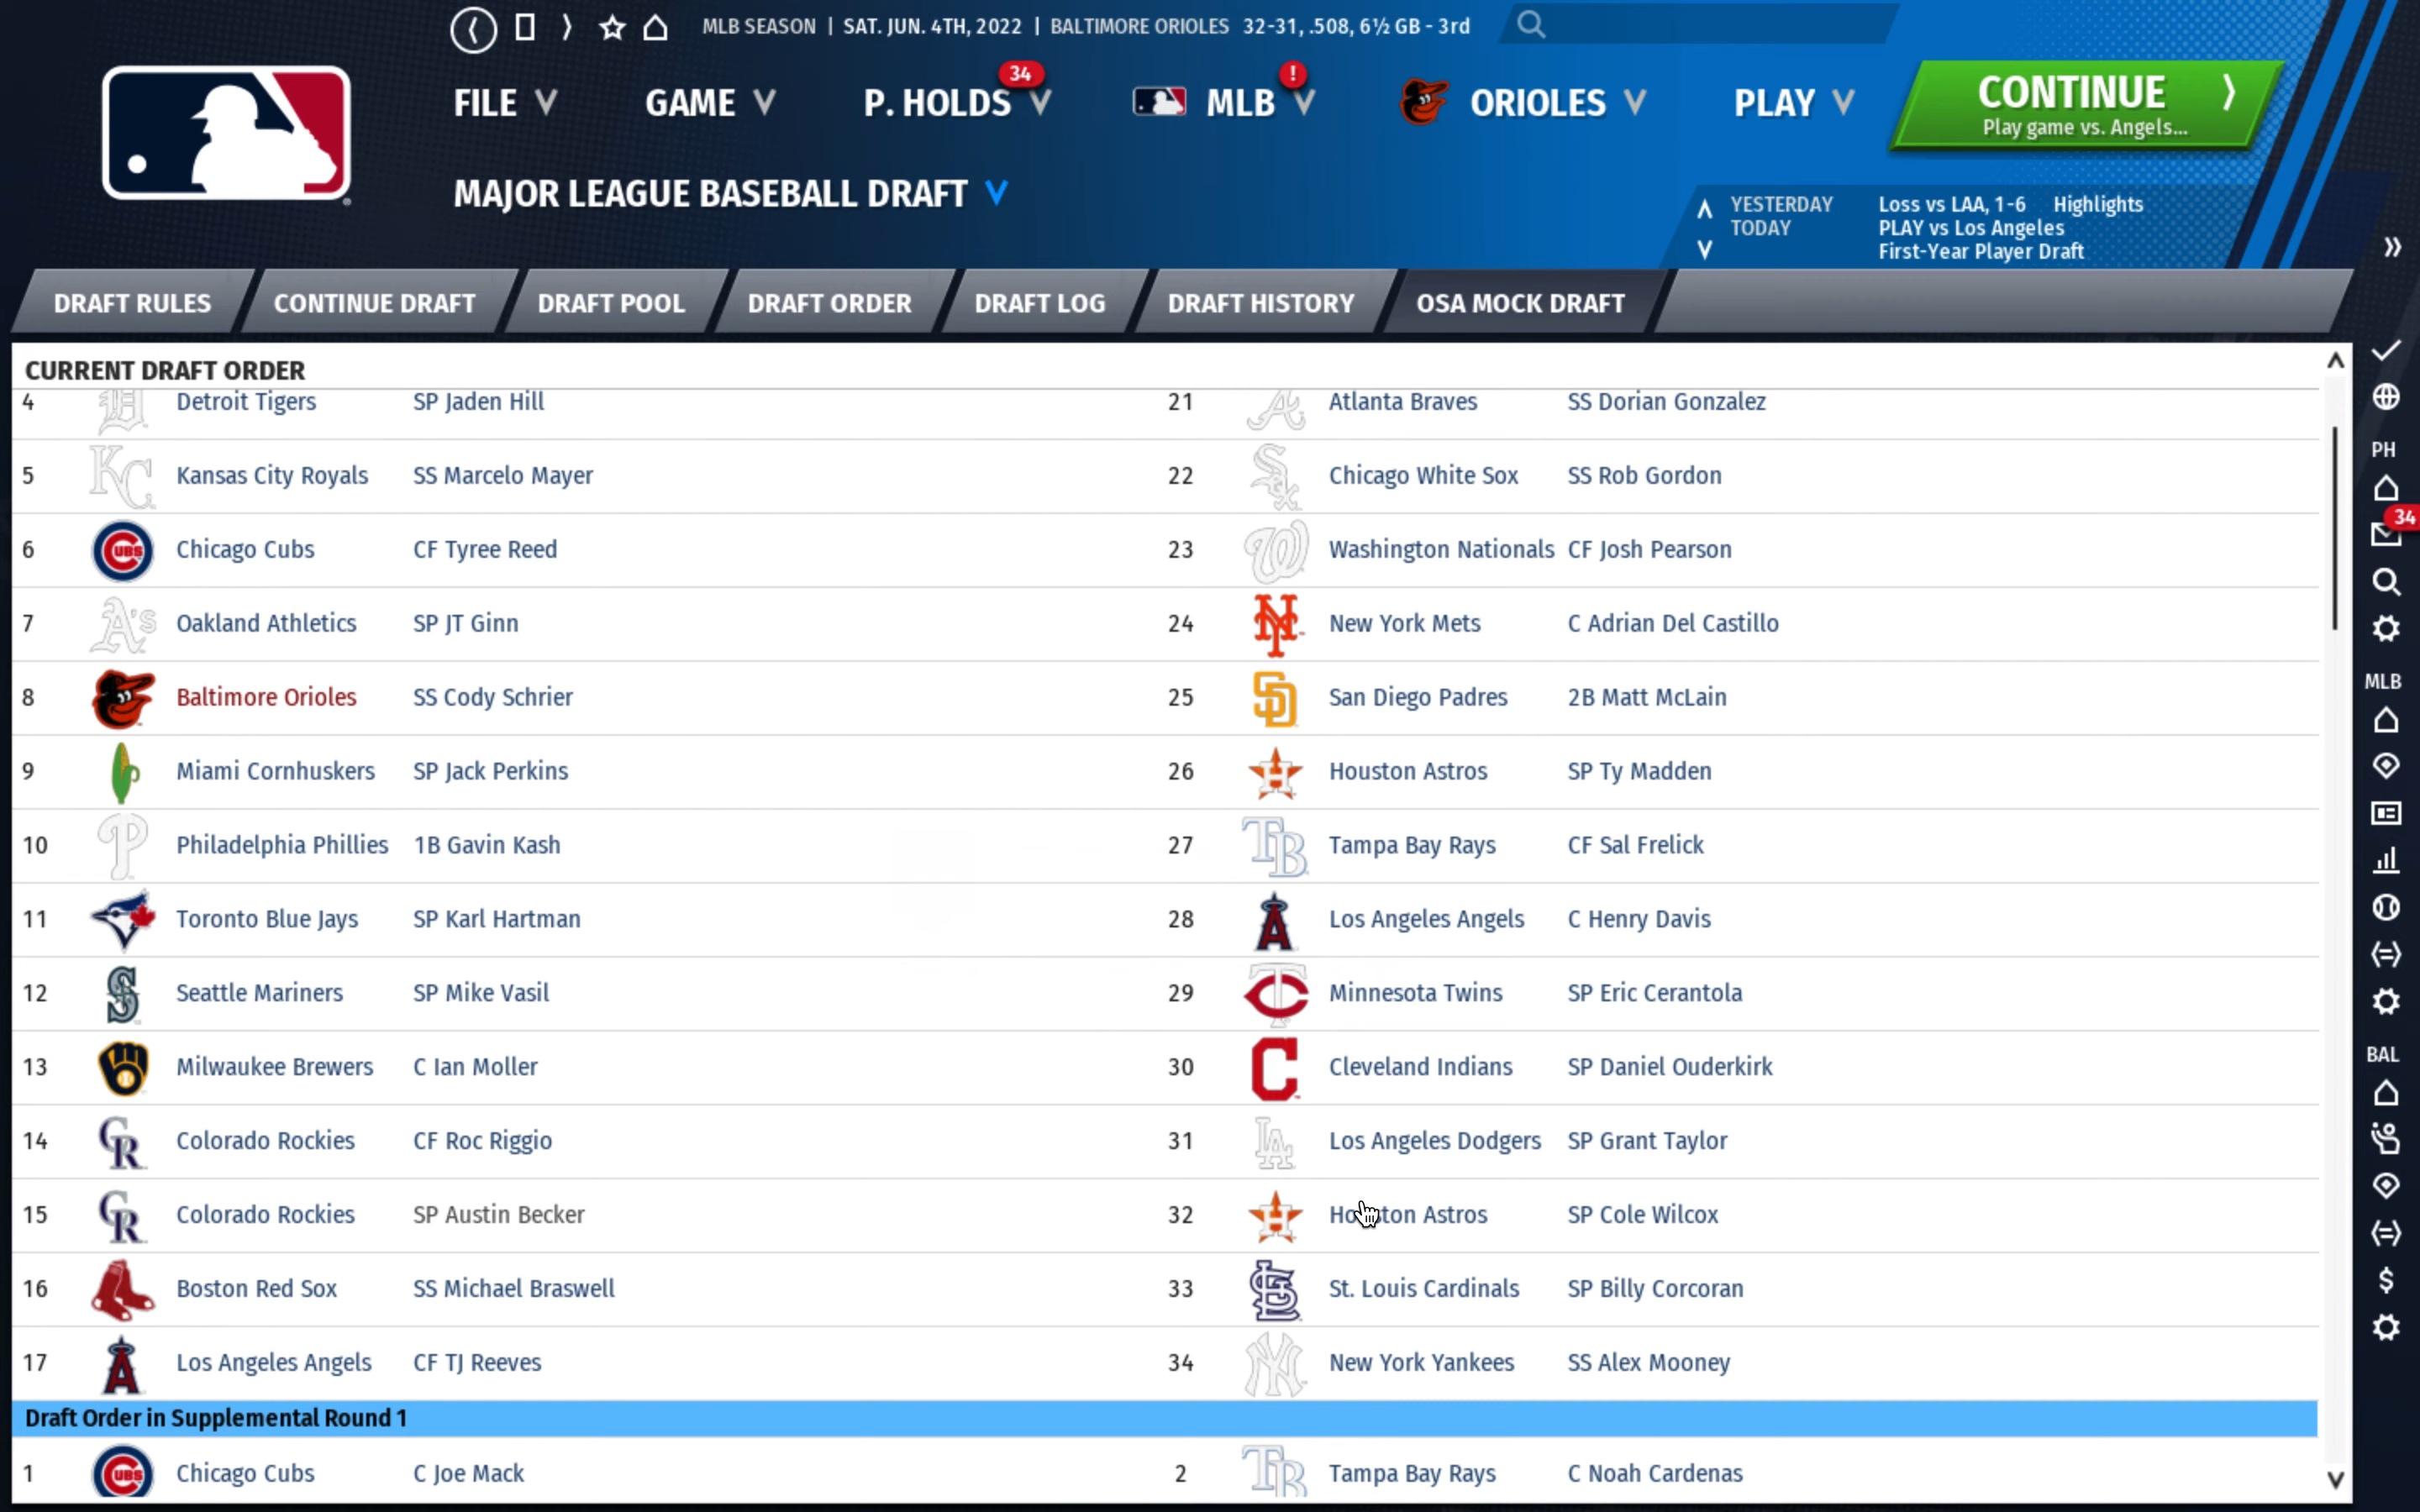 MLB SEASON | SAT. JUN. 4TH, 2022 | BALTIMORE ORIOLES 32-31, .508, 6½ GB - 3rd
FILE GAME P. HOLDS 34 MLB ! ORIOLES PLAY
CONTINUE
Play game vs. Angels...
MAJOR LEAGUE BASEBALL DRAFT
YESTERDAY Loss vs LAA, 1-6 Highlights
TODAY PLAY vs Los Angeles
First-Year Player Draft
DRAFT RULES CONTINUE DRAFT DRAFT POOL DRAFT ORDER DRAFT LOG DRAFT HISTORY OSA MOCK DRAFT
CURRENT DRAFT ORDER
4 Detroit Tigers SP Jaden Hill 21 Atlanta Braves SS Dorian Gonzalez
5 Kansas City Royals SS Marcelo Mayer 22 Chicago White Sox SS Rob Gordon
6 Chicago Cubs CF Tyree Reed 23 Washington Nationals CF Josh Pearson
7 Oakland Athletics SP JT Ginn 24 New York Mets C Adrian Del Castillo
8 Baltimore Orioles SS Cody Schrier 25 San Diego Padres 2B Matt McLain
9 Miami Cornhuskers SP Jack Perkins 26 Houston Astros SP Ty Madden
10 Philadelphia Phillies 1B Gavin Kash 27 Tampa Bay Rays CF Sal Frelick
11 Toronto Blue Jays SP Karl Hartman 28 Los Angeles Angels C Henry Davis
12 Seattle Mariners SP Mike Vasil 29 Minnesota Twins SP Eric Cerantola
13 Milwaukee Brewers C Ian Moller 30 Cleveland Indians SP Daniel Ouderkirk
14 Colorado Rockies CF Roc Riggio 31 Los Angeles Dodgers SP Grant Taylor
15 Colorado Rockies SP Austin Becker 32 Houston Astros SP Cole Wilcox
16 Boston Red Sox SS Michael Braswell 33 St. Louis Cardinals SP Billy Corcoran
17 Los Angeles Angels CF TJ Reeves 34 New York Yankees SS Alex Mooney
Draft Order in Supplemental Round 1
1 Chicago Cubs C Joe Mack 2 Tampa Bay Rays C Noah Cardenas
PH
34
MLB
BAL
$